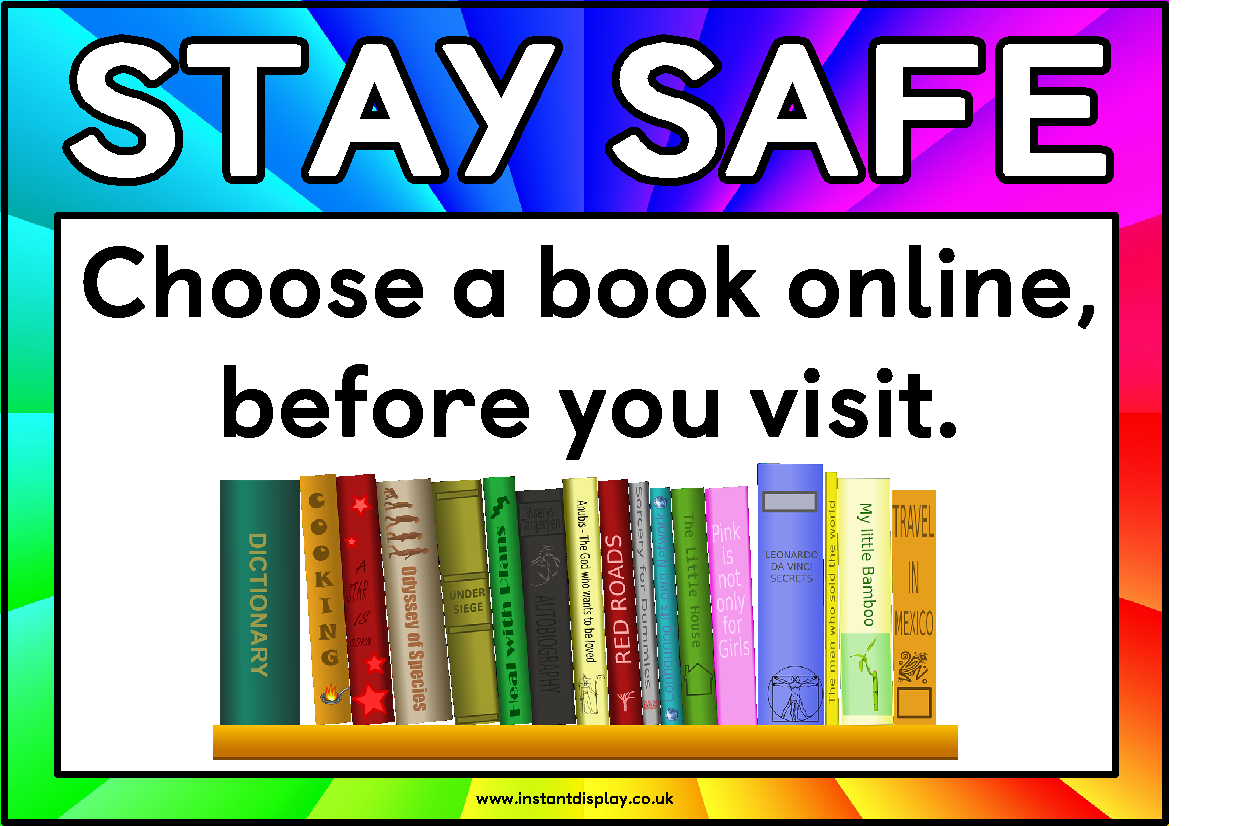 STAY SAFE
Choose a book online,
before you visit.
DICTIONARY
COOKING
A
STAR
IS
BORN
Odyssey of Species
UNDER
SIEGE
Heal with Plans
Viserys
Targaryen
AUTOBIOGRAPHY
Anubis - The God who wants to be loved
RED ROADS
Sorcery for Dummies
The Little House
Pink
is
not
only
for
Girls
LEONARDO
DA VINCI
SECRETS
The man who sold the world
My little Bamboo
TRAVEL
IN
MEXICO
www.instantdisplay.co.uk